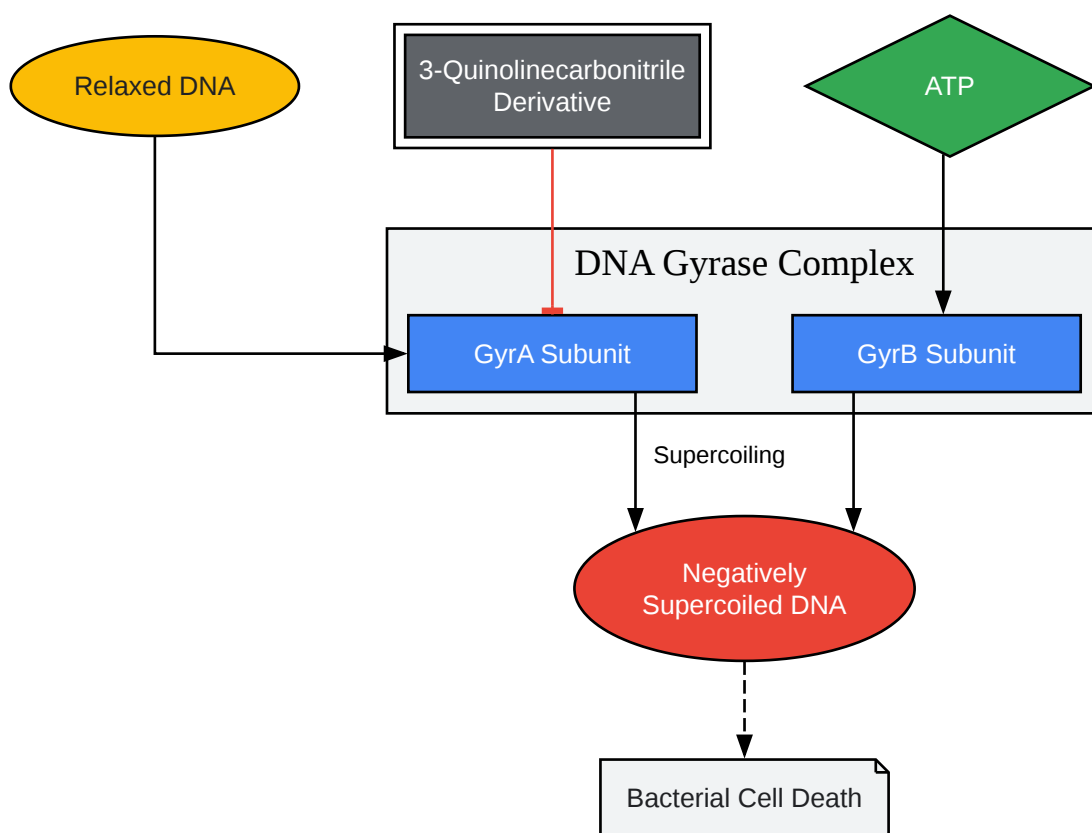 Relaxed DNA
3-Quinolinecarbonitrile
Derivative
ATP
DNA Gyrase Complex
GyrA Subunit
GyrB Subunit
Supercoiling
Negatively
Supercoiled DNA
Bacterial Cell Death